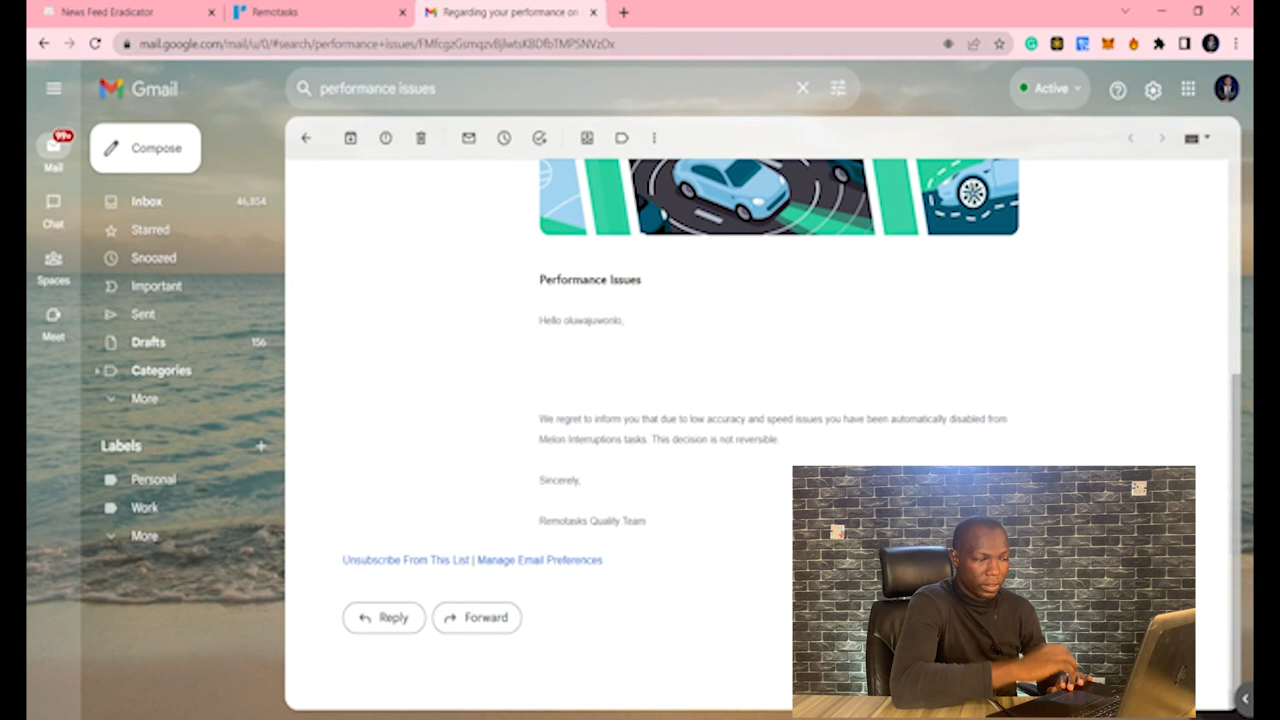 News Feed Eradicator
Remotasks
Regarding your performance on
mail.google.com/mail/u/0/#search/performance+issues/FMfcgzGsmqzvBjlwtsKBDfbTMPSNVzDx
Gmail
performance issues
Active
99+
Mail
Compose
Chat
Spaces
Meet
Inbox 46,854
Starred
Snoozed
Important
Sent
Drafts 156
Categories
More
Labels
Personal
Work
More
Performance Issues
Hello oluwajuwonlo,
We regret to inform you that due to low accuracy and speed issues you have been automatically disabled from
Melon Interruptions tasks. This decision is not reversible.
Sincerely,
Remotasks Quality Team
Unsubscribe From This List | Manage Email Preferences
Reply
Forward